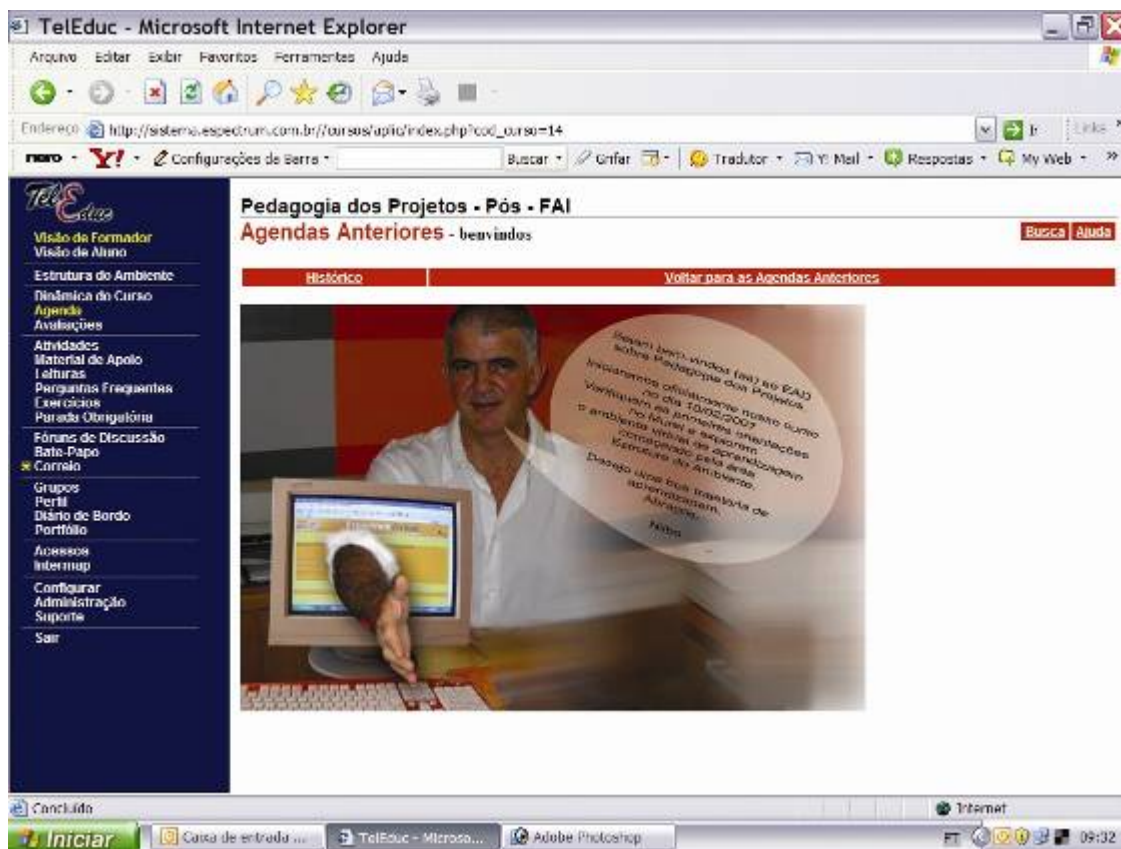 TelEduc - Microsoft Internet Explorer
Arquivo Editar Exibir Favoritos Ferramentas Ajuda
Endereço http://sistema.espectrum.com.br//cursos/aplic/index.php?cod_curso=14 Ir Links »
nero Y! Configurações da Barra Buscar Grifar Tradutor Y! Mail Respostas My Web »
TelEduc
Visão de Formador
Visão de Aluno
Estrutura do Ambiente
Dinâmica do Curso
Agenda
Avaliações
Atividades
Material de Apoio
Leituras
Perguntas Frequentes
Exercícios
Parada Obrigatória
Fóruns de Discussão
Bate-Papo
Correio
Grupos
Perfil
Diário de Bordo
Portfólio
Acessos
Intermap
Configurar
Administração
Suporte
Sair
Pedagogia dos Projetos - Pós - FAI
Agendas Anteriores - benvindos
Busca Ajuda
Histórico Voltar para as Agendas Anteriores
Sejam bem-vindos (as) ao EAD
sobre Pedagogia dos Projetos
Iniciaremos oficialmente nosso curso
no dia 10/02/2007
Verifiquem as primeiras orientações
no Mural e explorem
o ambiente virtual de aprendizagem
começando pela área
Estrutura do Ambiente.
Desejo uma boa trajetória de
aprendizagem.
Abraços,
Concluído Internet
Iniciar Caixa de entrada ... TelEduc - Microso... Adobe Photoshop PT 09:32